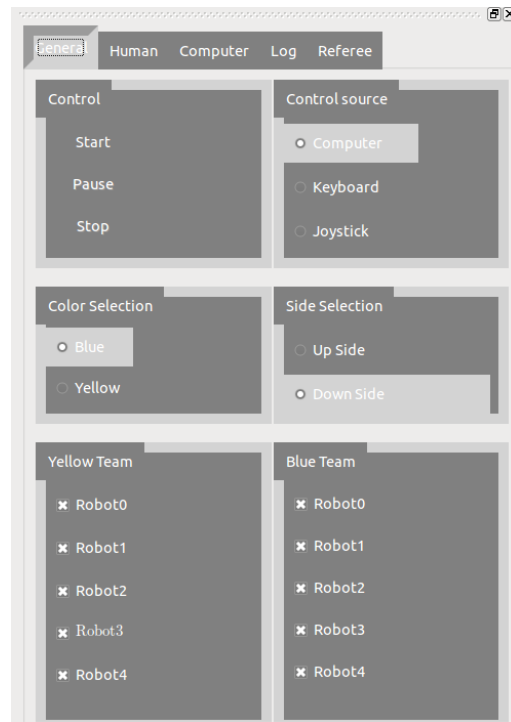 General Human Computer Log Referee
Control
Start
Pause
Stop
Control source
Computer
Keyboard
Joystick
Color Selection
Blue
Yellow
Side Selection
Up Side
Down Side
Yellow Team
Robot0
Robot1
Robot2
Robot3
Robot4
Blue Team
Robot0
Robot1
Robot2
Robot3
Robot4